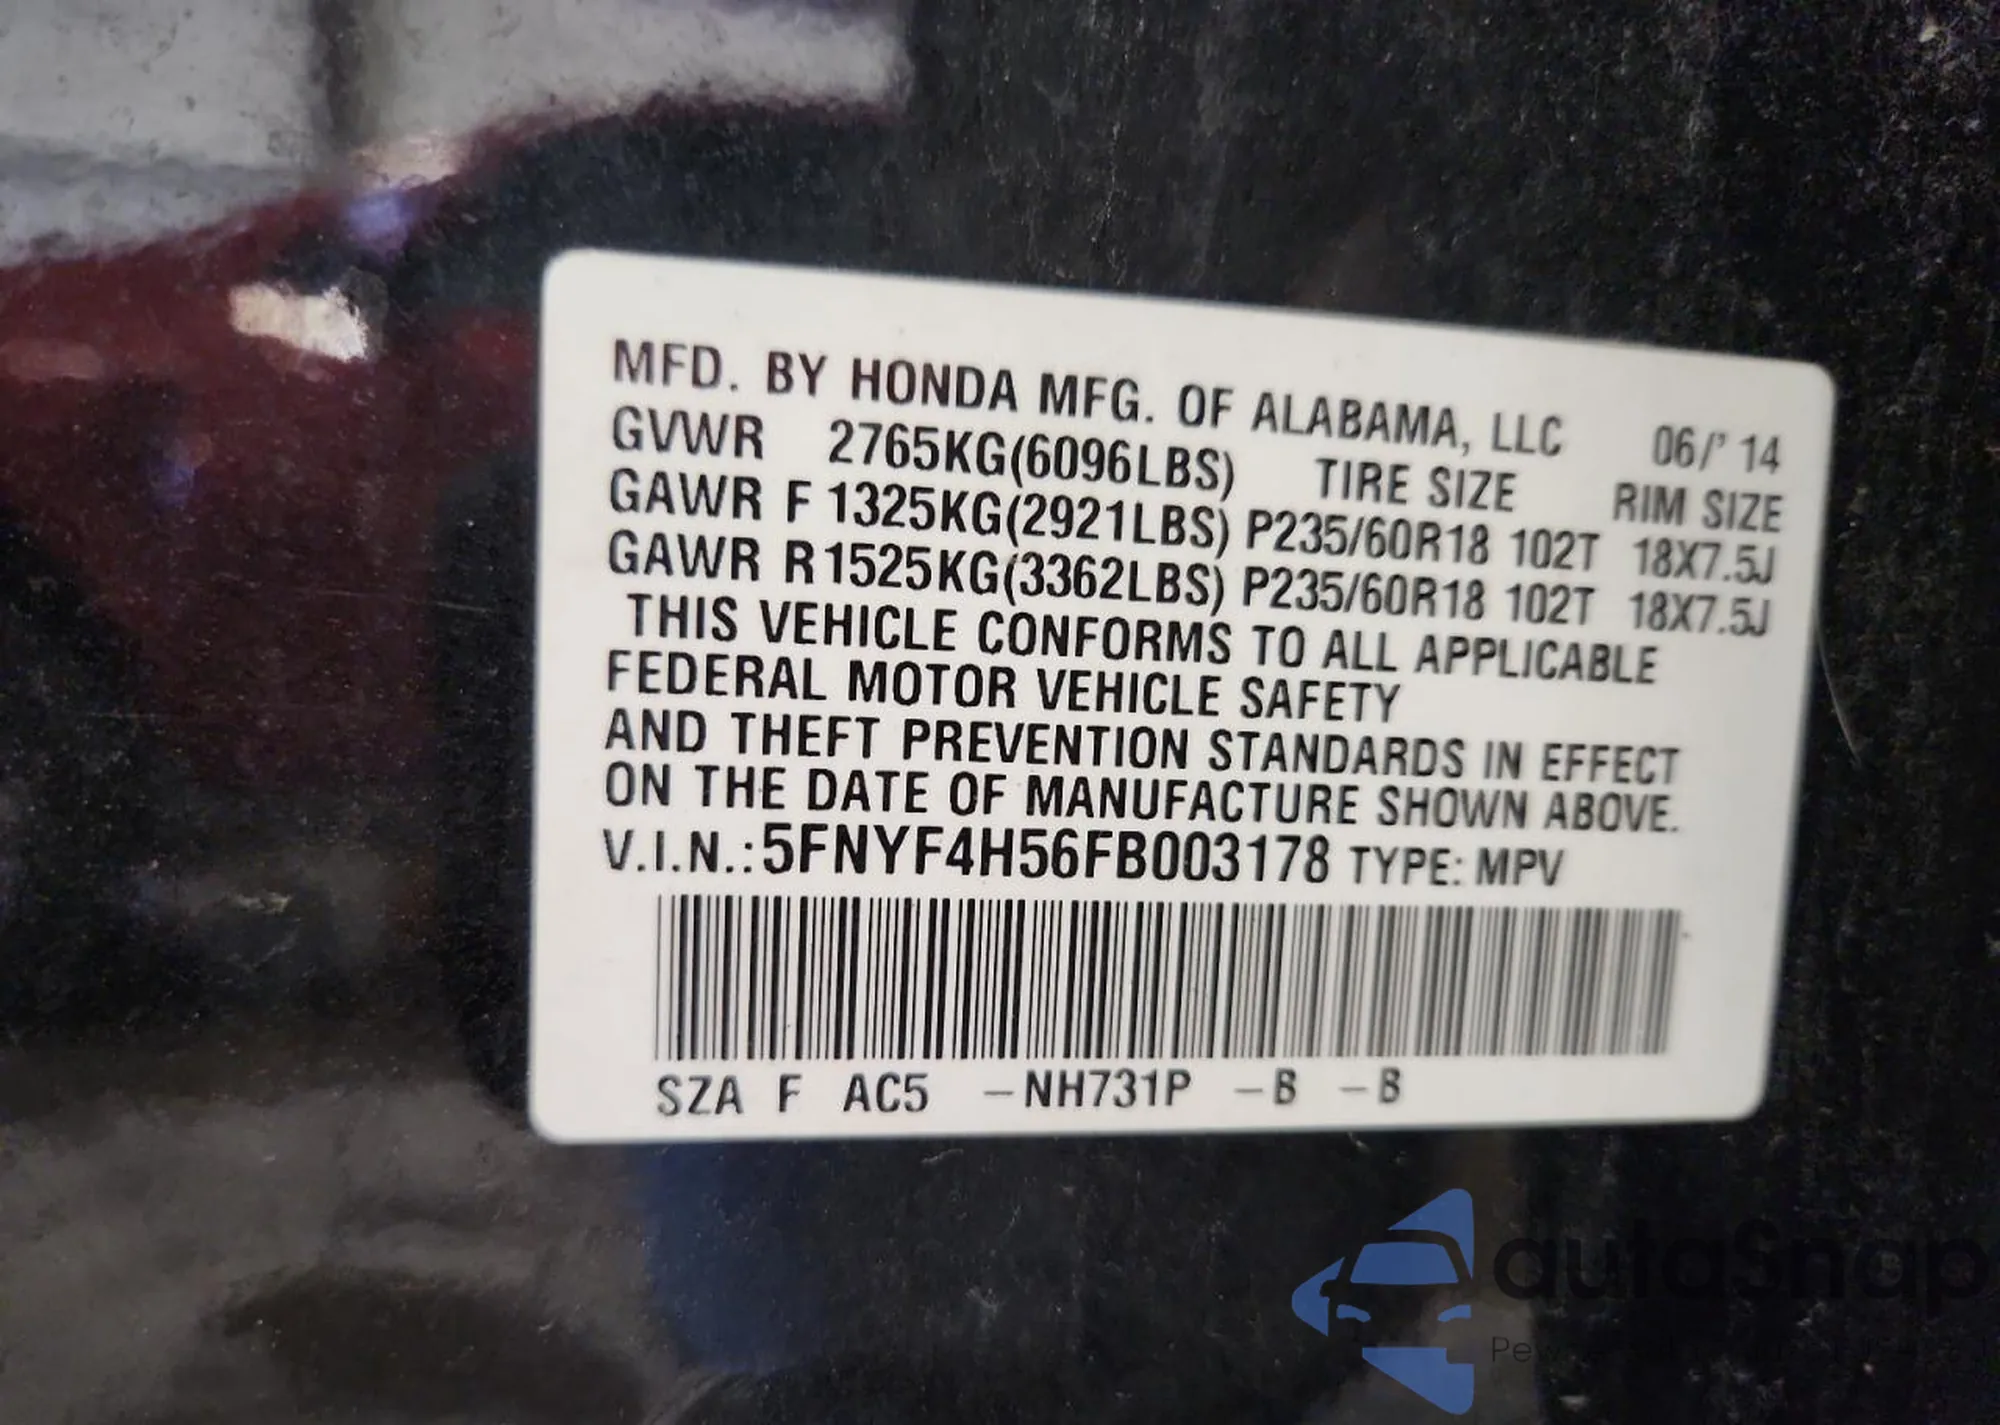 MFD. BY HONDA MFG. OF ALABAMA, LLC 06/' 14
GVWR 2765KG(6096LBS) TIRE SIZE RIM SIZE
GAWR F 1325KG(2921LBS) P235/60R18 102T 18X7.5J
GAWR R 1525KG(3362LBS) P235/60R18 102T 18X7.5J
THIS VEHICLE CONFORMS TO ALL APPLICABLE
FEDERAL MOTOR VEHICLE SAFETY
AND THEFT PREVENTION STANDARDS IN EFFECT
ON THE DATE OF MANUFACTURE SHOWN ABOVE.
V.I.N.:5FNYF4H56FB003178 TYPE: MPV
SZA F AC5 -NH731P -B -B
autaSnap